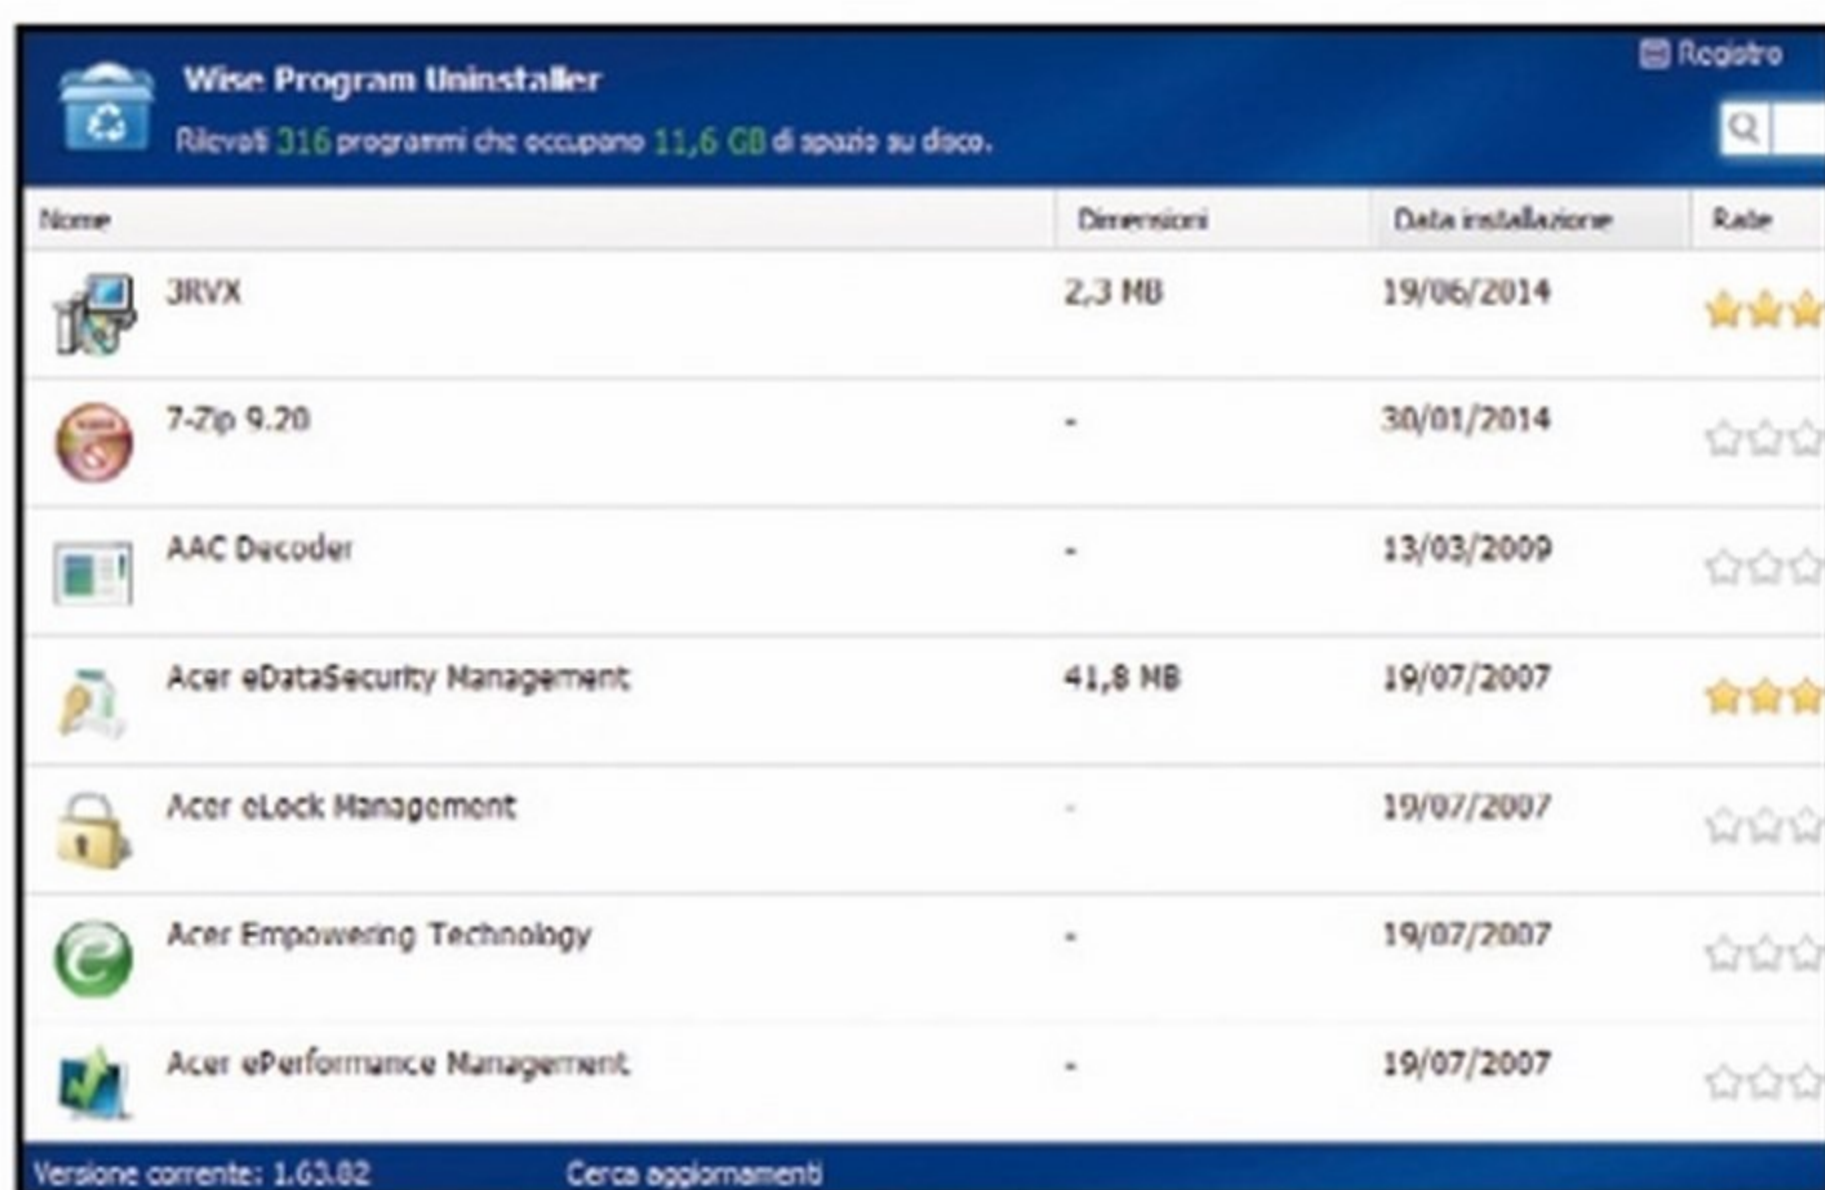 Registro
Wise Program Uninstaller
Rilevati 316 programmi che occupano 11,6 GB di spazio su disco.
Nome Dimensioni Data installazione Rate
3RVX 2,3 MB 19/06/2014
7-Zip 9.20 - 30/01/2014
AAC Decoder - 13/03/2009
Acer eDataSecurity Management 41,8 MB 19/07/2007
Acer eLock Management - 19/07/2007
Acer Empowering Technology - 19/07/2007
Acer ePerformance Management - 19/07/2007
Versione corrente: 1.63.82 Cerca aggiornamenti